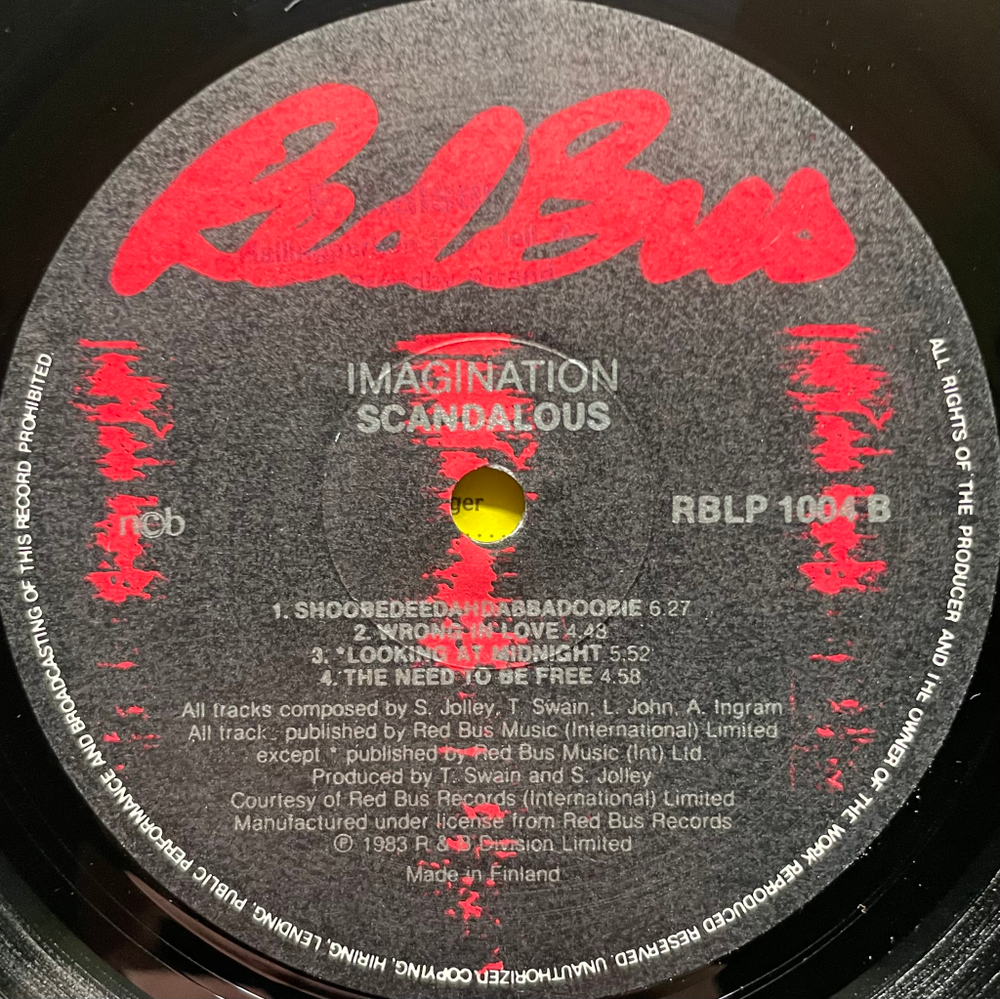 Red Bus
IMAGINATION
SCANDALOUS
n©b
ger
RBLP 1004 B
1. SHOOBEDEEDAHDABBADOOBIE 6.27
2. WRONG IN LOVE 4.43
3. *LOOKING AT MIDNIGHT 5.52
4. THE NEED TO BE FREE 4.58
All tracks composed by S. Jolley, T. Swain, L. John, A. Ingram
All tracks published by Red Bus Music (International) Limited
except * published by Red Bus Music (Int) Ltd.
Produced by T. Swain and S. Jolley
Courtesy of Red Bus Records (International) Limited
Manufactured under license from Red Bus Records
℗ 1983 R & B Division Limited
Made in Finland
ALL RIGHTS OF THE PRODUCER AND THE OWNER OF THE WORK REPRODUCED RESERVED. UNAUTHORIZED COPYING, HIRING, LENDING, PUBLIC PERFORMANCE AND BROADCASTING OF THIS RECORD PROHIBITED